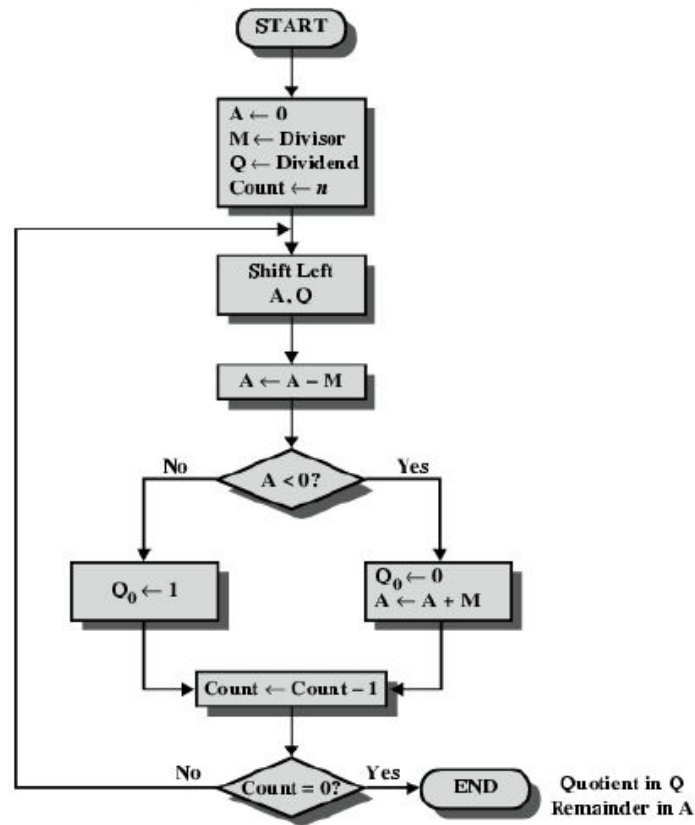 START
A ← 0
M ← Divisor
Q ← Dividend
Count ← n
Shift Left
A, Q
A ← A – M
No
A < 0?
Yes
Q₀ ← 1
Q₀ ← 0
A ← A + M
Count ← Count – 1
No
Count = 0?
Yes
END
Quotient in Q
Remainder in A